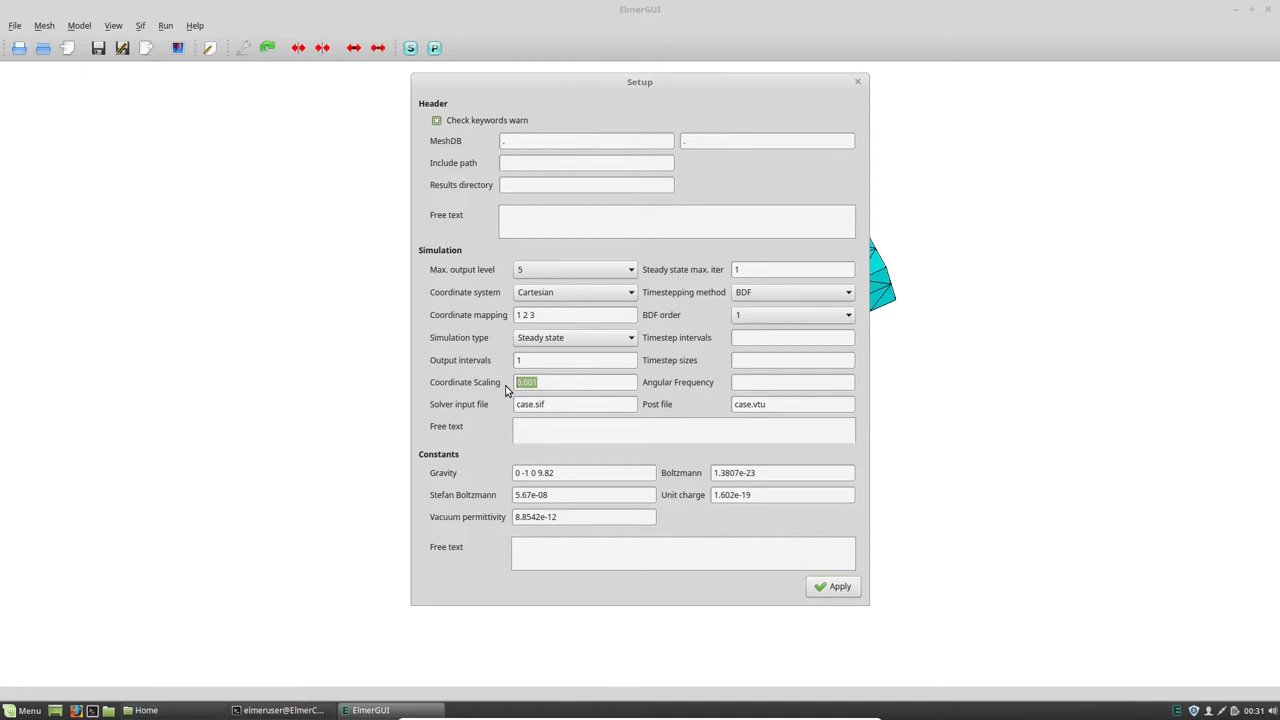 ElmerGUI
File Mesh Model View Sif Run Help
S P
Setup
Header
Check keywords warn
MeshDB . .
Include path
Results directory
Free text
Simulation
Max. output level 5 Steady state max. iter 1
Coordinate system Cartesian Timestepping method BDF
Coordinate mapping 1 2 3 BDF order 1
Simulation type Steady state Timestep intervals
Output intervals 1 Timestep sizes
Coordinate Scaling 0.001 Angular Frequency
Solver input file case.sif Post file case.vtu
Free text
Constants
Gravity 0 -1 0 9.82 Boltzmann 1.3807e-23
Stefan Boltzmann 5.67e-08 Unit charge 1.602e-19
Vacuum permittivity 8.8542e-12
Free text
Apply
Menu Home elmeruser@ElmerC... ElmerGUI 00:31